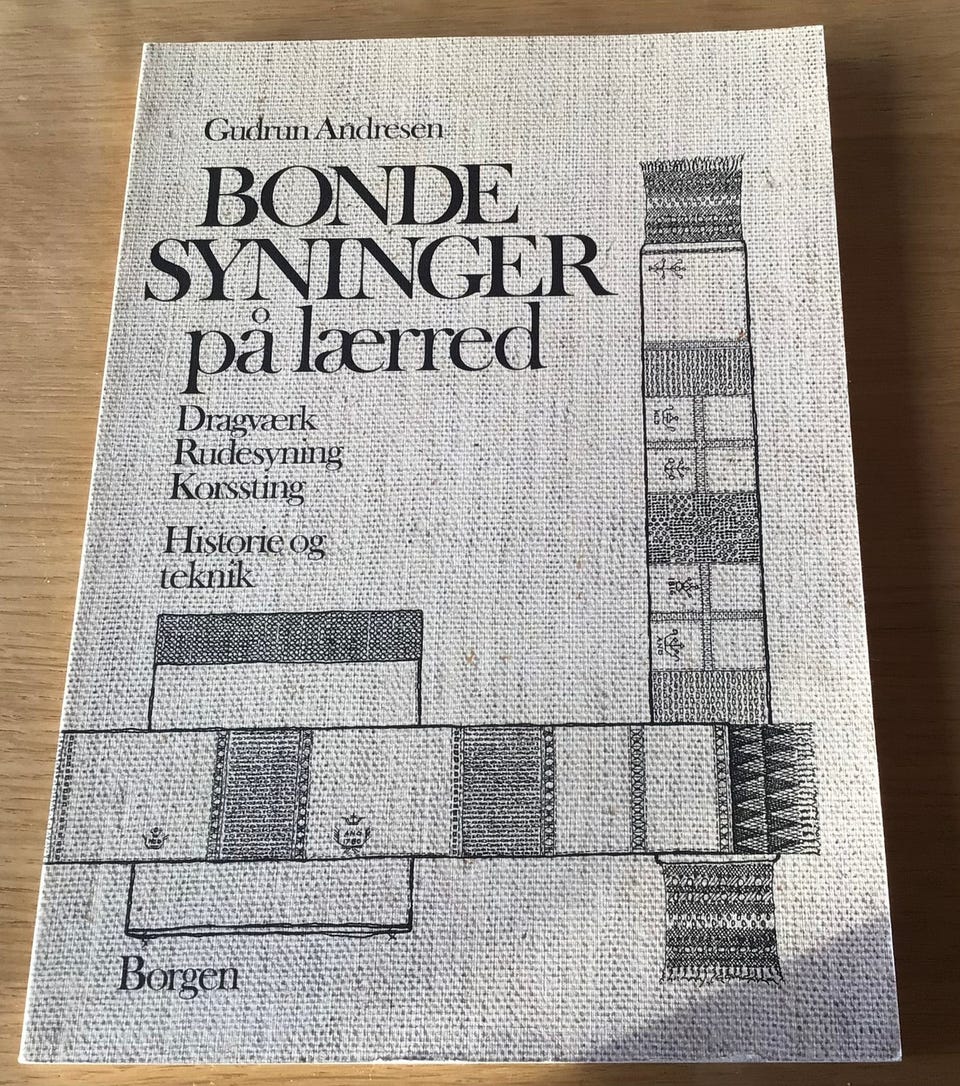 Gudrun Andresen
BONDE
SYNINGER
på lærred
Dragværk
Rudesyning
Korssting
Historie og
teknik
Borgen